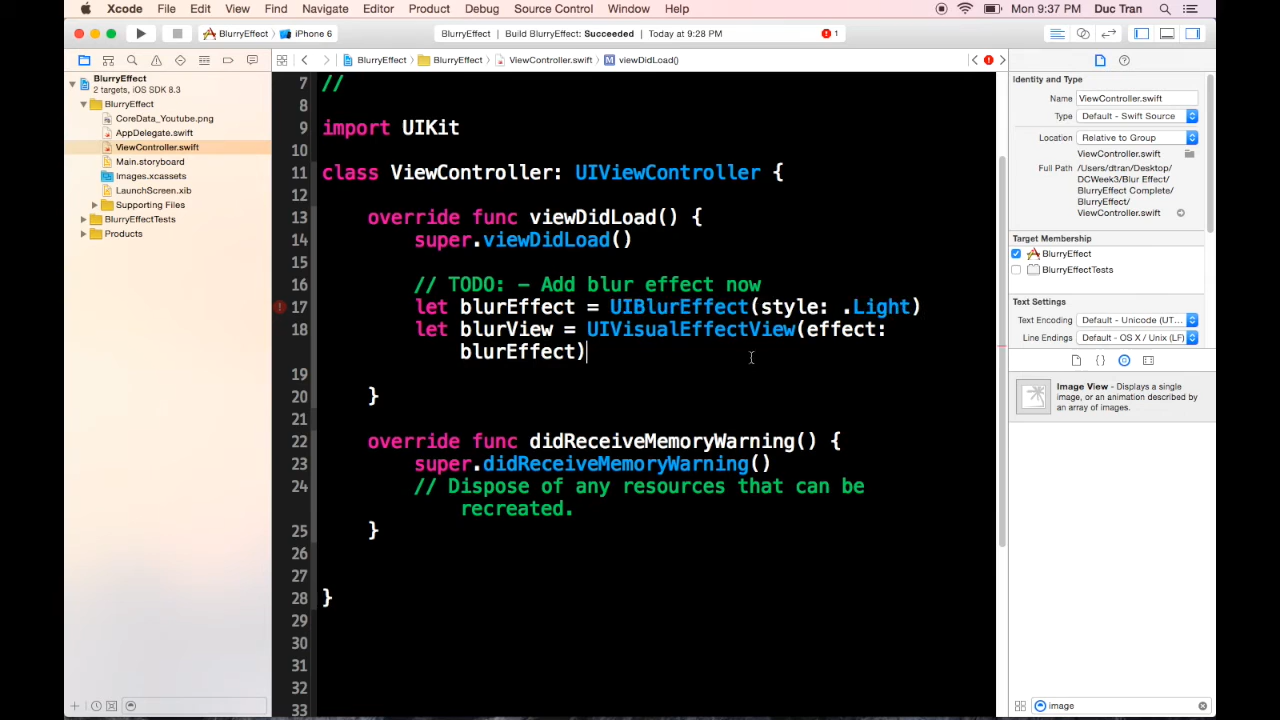 Xcode File Edit View Find Navigate Editor Product Debug Source Control Window Help Mon 9:37 PM Duc Tran
BlurryEffect iPhone 6 BlurryEffect Build BlurryEffect: Succeeded Today at 9:28 PM 1
BlurryEffect BlurryEffect ViewController.swift M viewDidLoad()
BlurryEffect
2 targets, iOS SDK 8.3
BlurryEffect
CoreData_Youtube.png
AppDelegate.swift
ViewController.swift
Main.storyboard
Images.xcassets
LaunchScreen.xib
Supporting Files
BlurryEffectTests
Products
7 //
8
9 import UIKit
10
11 class ViewController: UIViewController {
12
13 override func viewDidLoad() {
14 super.viewDidLoad()
15
16 // TODO: - Add blur effect now
17 let blurEffect = UIBlurEffect(style: .Light)
18 let blurView = UIVisualEffectView(effect:
blurEffect)
19
20 }
21
22 override func didReceiveMemoryWarning() {
23 super.didReceiveMemoryWarning()
24 // Dispose of any resources that can be
recreated.
25 }
26
27
28 }
29
30
31
32
33
Identity and Type
Name ViewController.swift
Type Default - Swift Source
Location Relative to Group
ViewController.swift
Full Path /Users/dtran/Desktop/
DCWeek3/Blur Effect/
BlurryEffect Complete/
BlurryEffect/
ViewController.swift
Target Membership
BlurryEffect
BlurryEffectTests
Text Settings
Text Encoding Default - Unicode (UT...
Line Endings Default - OS X / Unix (LF)
Image View - Displays a single
image, or an animation described by
an array of images.
image